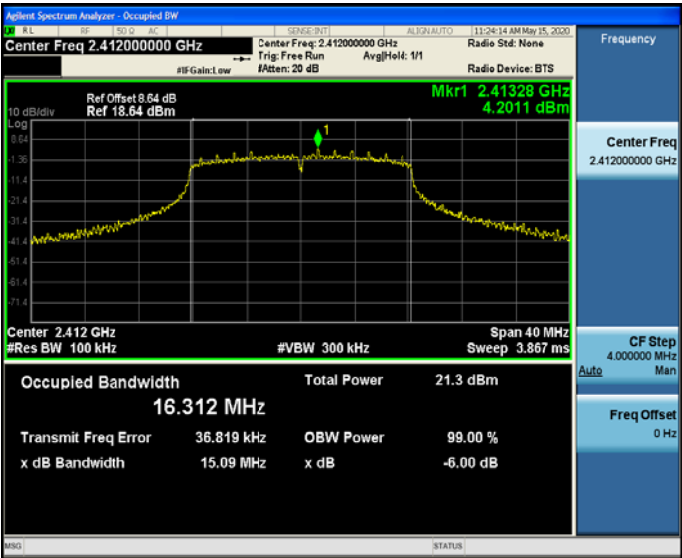 Agilent Spectrum Analyzer - Occupied BW
RL RF 50 Ω AC SENSE:INT ALIGN AUTO 11:24:14 AM May 15, 2020
Center Freq 2.412000000 GHz
Center Freq: 2.412000000 GHz
Radio Std: None
Trig: Free Run Avg|Hold: 1/1
#IFGain:Low #Atten: 20 dB Radio Device: BTS
Frequency
Mkr1 2.41328 GHz
4.2011 dBm
Ref Offset 8.64 dB
10 dB/div Ref 18.64 dBm
Log
8.64
1
-1.36
-11.4
-21.4
-31.4
-41.4
-51.4
-61.4
-71.4
Center 2.412 GHz Span 40 MHz
#Res BW 100 kHz #VBW 300 kHz Sweep 3.867 ms
Occupied Bandwidth Total Power 21.3 dBm
16.312 MHz
Transmit Freq Error 36.819 kHz OBW Power 99.00 %
x dB Bandwidth 15.09 MHz x dB -6.00 dB
Center Freq
2.412000000 GHz
CF Step
4.000000 MHz
Auto Man
Freq Offset
0 Hz
MSG STATUS